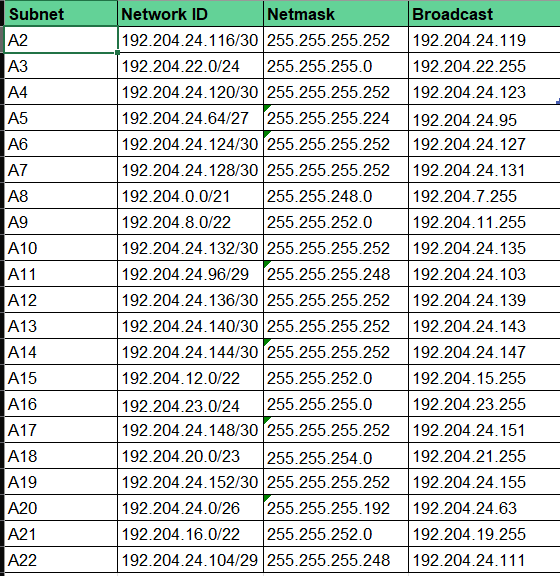 Subnet Network ID Netmask Broadcast
A2 192.204.24.116/30 255.255.255.252 192.204.24.119
A3 192.204.22.0/24 255.255.255.0 192.204.22.255
A4 192.204.24.120/30 255.255.255.252 192.204.24.123
A5 192.204.24.64/27 255.255.255.224 192.204.24.95
A6 192.204.24.124/30 255.255.255.252 192.204.24.127
A7 192.204.24.128/30 255.255.255.252 192.204.24.131
A8 192.204.0.0/21 255.255.248.0 192.204.7.255
A9 192.204.8.0/22 255.255.252.0 192.204.11.255
A10 192.204.24.132/30 255.255.255.252 192.204.24.135
A11 192.204.24.96/29 255.255.255.248 192.204.24.103
A12 192.204.24.136/30 255.255.255.252 192.204.24.139
A13 192.204.24.140/30 255.255.255.252 192.204.24.143
A14 192.204.24.144/30 255.255.255.252 192.204.24.147
A15 192.204.12.0/22 255.255.252.0 192.204.15.255
A16 192.204.23.0/24 255.255.255.0 192.204.23.255
A17 192.204.24.148/30 255.255.255.252 192.204.24.151
A18 192.204.20.0/23 255.255.254.0 192.204.21.255
A19 192.204.24.152/30 255.255.255.252 192.204.24.155
A20 192.204.24.0/26 255.255.255.192 192.204.24.63
A21 192.204.16.0/22 255.255.252.0 192.204.19.255
A22 192.204.24.104/29 255.255.255.248 192.204.24.111